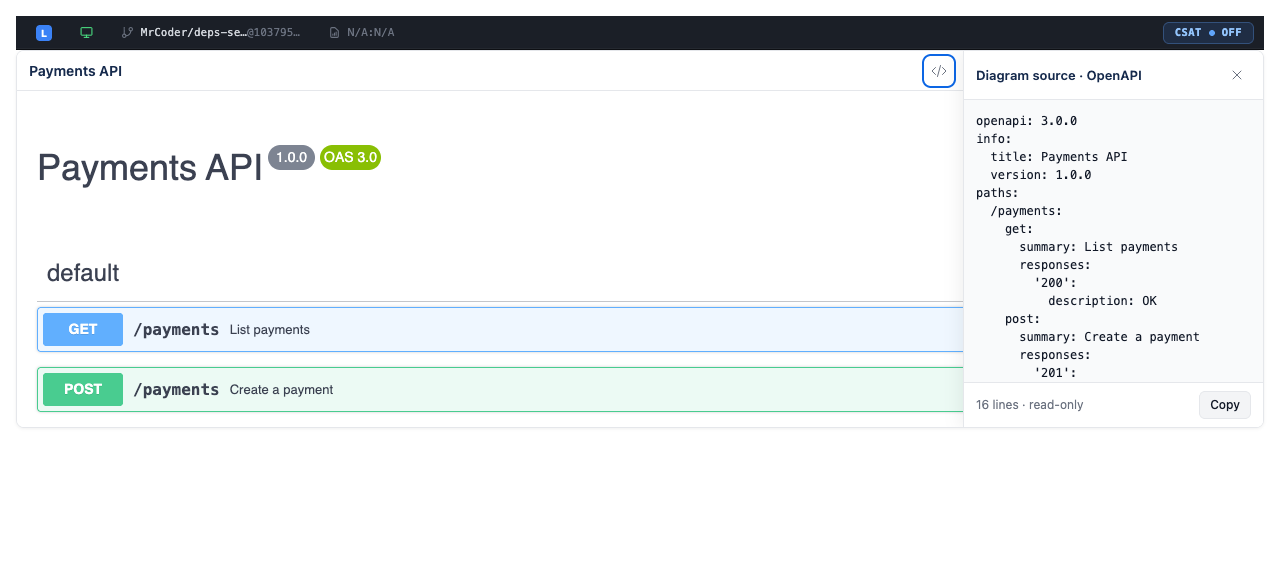 L
MrCoder/deps-se…@103795…
N/A:N/A
CSAT ● OFF
Payments API
</>
Payments API 1.0.0 OAS 3.0
default
GET /payments List payments
POST /payments Create a payment
Diagram source · OpenAPI
openapi: 3.0.0
info:
  title: Payments API
  version: 1.0.0
paths:
  /payments:
    get:
      summary: List payments
      responses:
        '200':
          description: OK
    post:
      summary: Create a payment
      responses:
        '201':
16 lines · read-only
Copy